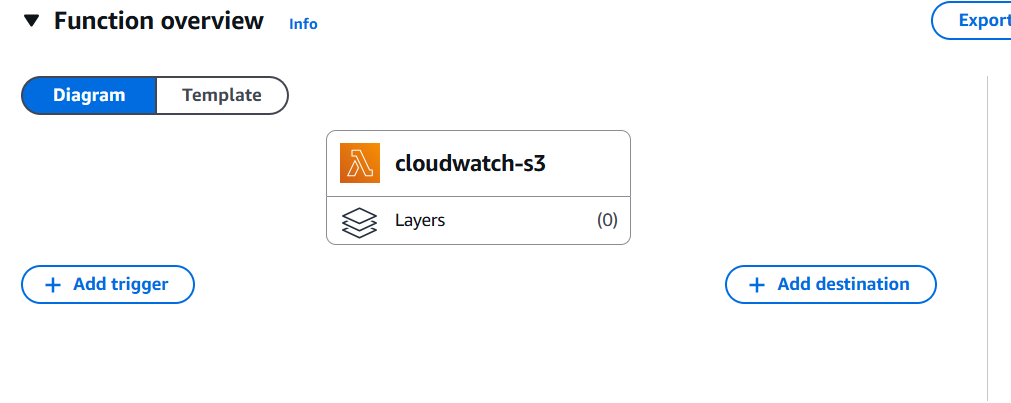 Function overview Info
Export
Diagram Template
cloudwatch-s3
Layers (0)
Add trigger
Add destination